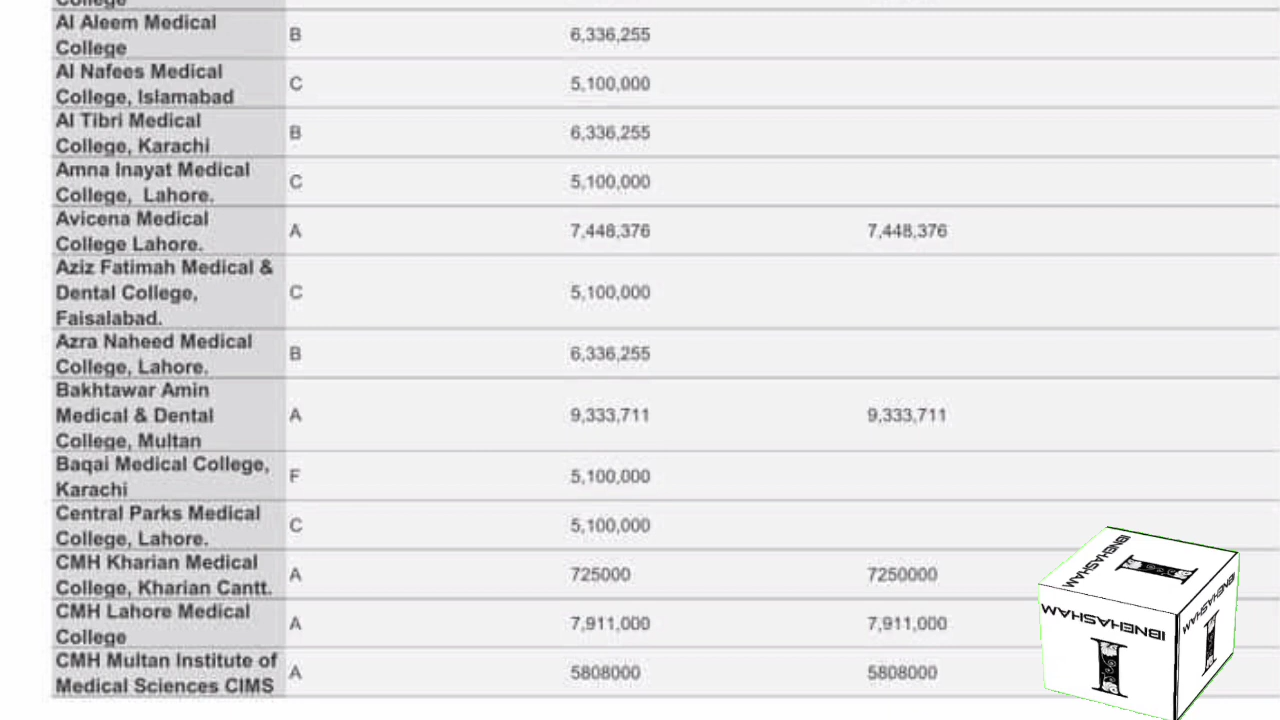 College
Al Aleem Medical
College
B
6,336,255
Al Nafees Medical
College, Islamabad
C
5,100,000
Al Tibri Medical
College, Karachi
B
6,336,255
Amna Inayat Medical
College, Lahore.
C
5,100,000
Avicena Medical
College Lahore.
A
7,448,376
7,448,376
Aziz Fatimah Medical &
Dental College,
Faisalabad.
C
5,100,000
Azra Naheed Medical
College, Lahore.
B
6,336,255
Bakhtawar Amin
Medical & Dental
College, Multan
A
9,333,711
9,333,711
Baqai Medical College,
Karachi
F
5,100,000
Central Parks Medical
College, Lahore.
C
5,100,000
CMH Kharian Medical
College, Kharian Cantt.
A
725000
7250000
CMH Lahore Medical
College
A
7,911,000
7,911,000
CMH Multan Institute of
Medical Sciences CIMS
A
5808000
5808000
IBNEHASHAM
I
IBNEHASHAM
I
IBNEHASHAM
I